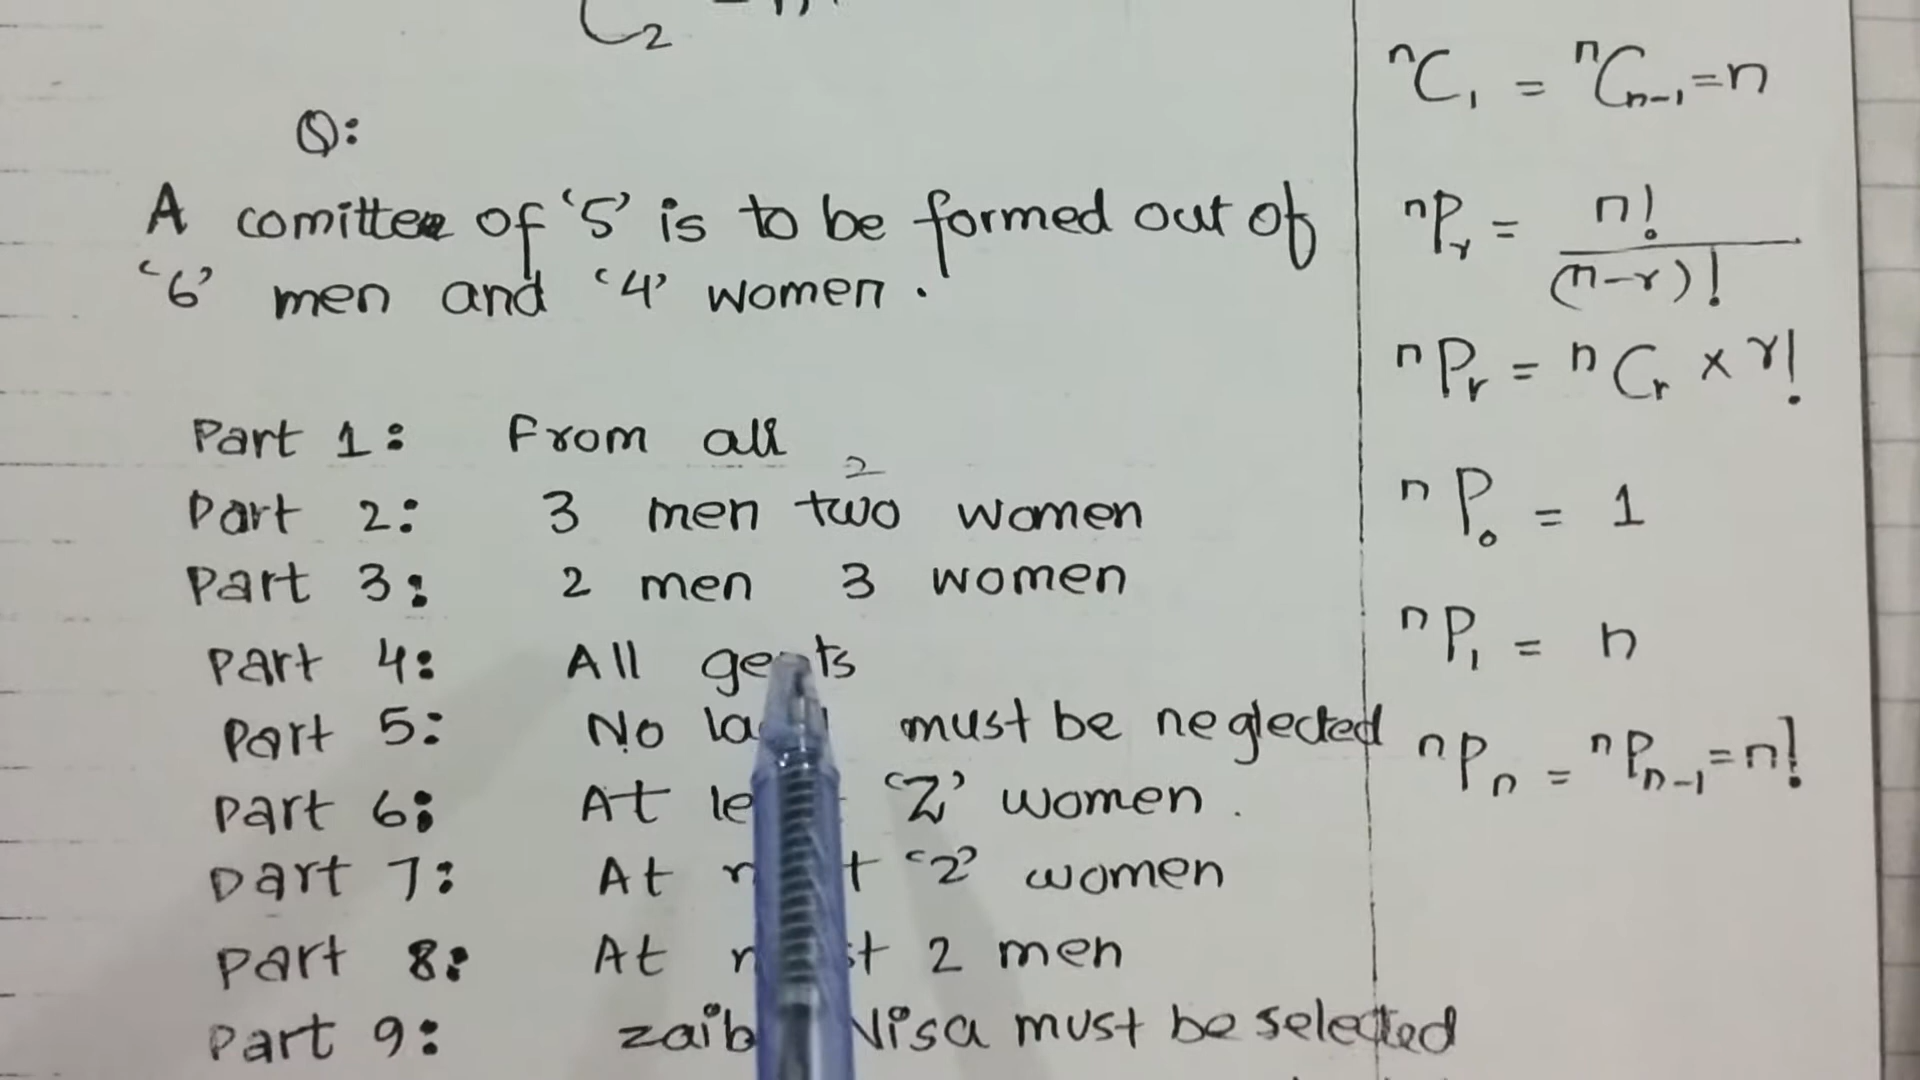 C₂
Q:
A comittee of ‘5’ is to be formed out of
‘6’ men and ‘4’ women.
Part 1: From all
2
Part 2: 3 men two women
Part 3: 2 men 3 women
Part 4: All ts
Part 5: No must be neglected
Part 6: At ‘2’ women.
Part 7: At ‘2’ women
Part 8: At 2 men
Part 9: zaib Nisa must be selected
ⁿC₁ = ⁿCₙ₋₁ = n
ⁿPᵣ = n! / (n-r)!
ⁿPᵣ = ⁿCᵣ × r!
ⁿP₀ = 1
ⁿP₁ = n
ⁿPₙ = ⁿPₙ₋₁ = n!